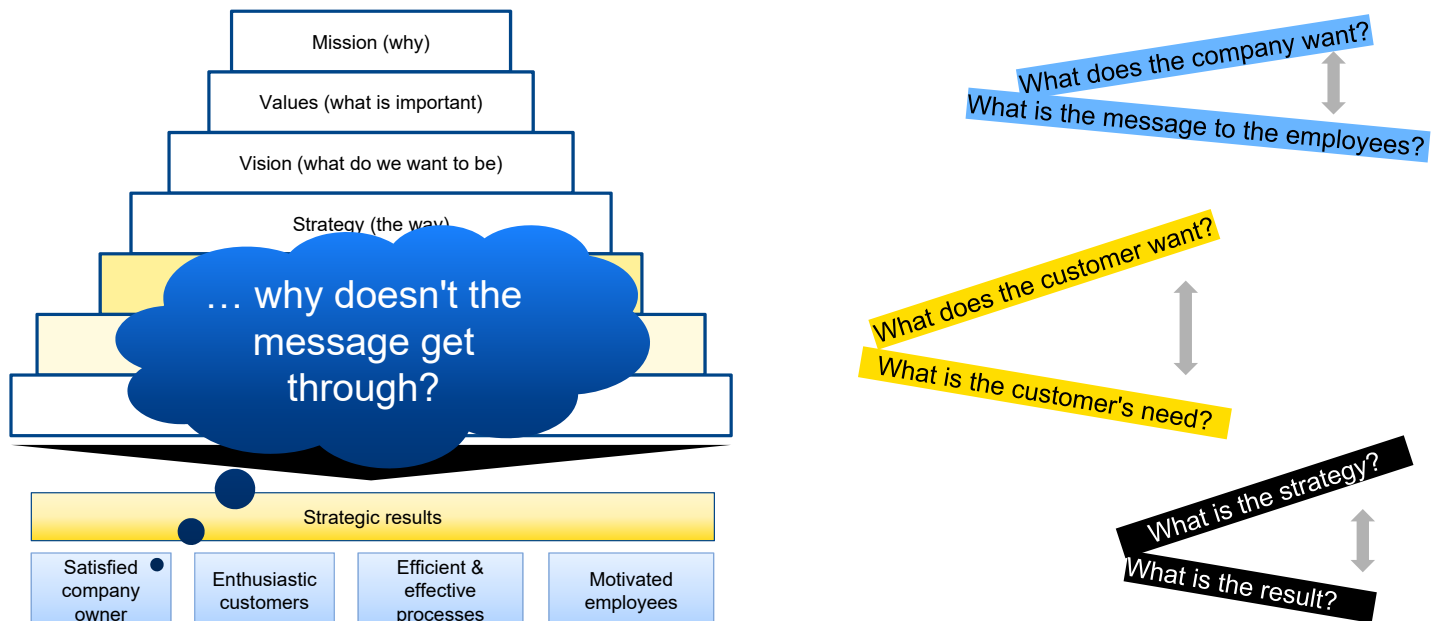 Mission (why)
Values (what is important)
Vision (what do we want to be)
Strategy (the way)
… why doesn't the
message get
through?
Strategic results
Satisfied
company
owner
Enthusiastic
customers
Efficient &
effective
processes
Motivated
employees
What does the company want?
What is the message to the employees?
What does the customer want?
What is the customer's need?
What is the strategy?
What is the result?